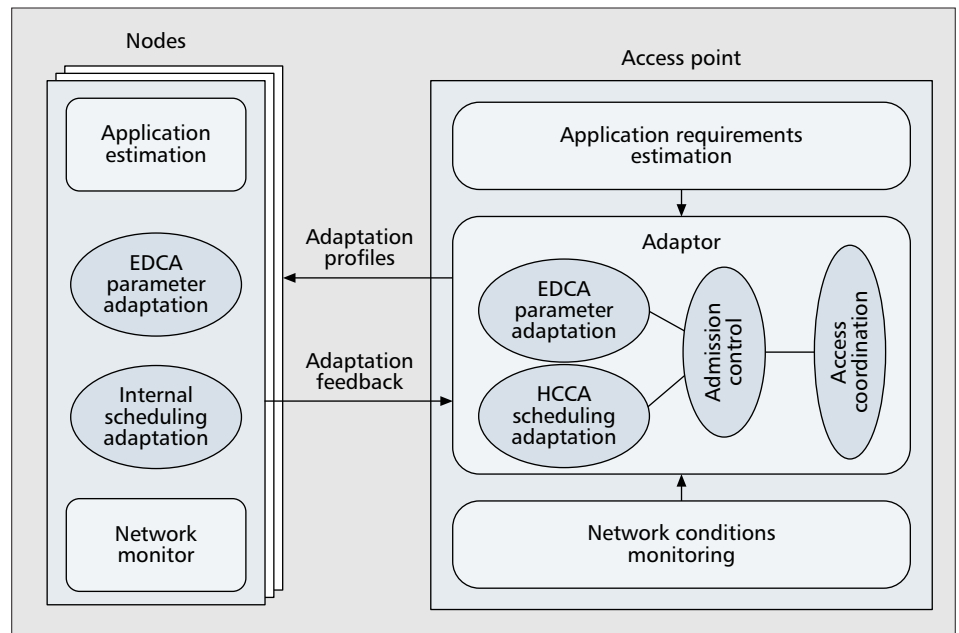 Nodes
Application
estimation
EDCA
parameter
adaptation
Internal
scheduling
adaptation
Network
monitor
Adaptation
profiles
Adaptation
feedback
Access point
Application requirements
estimation
Adaptor
EDCA
parameter
adaptation
HCCA
scheduling
adaptation
Admission
control
Access
coordination
Network conditions
monitoring